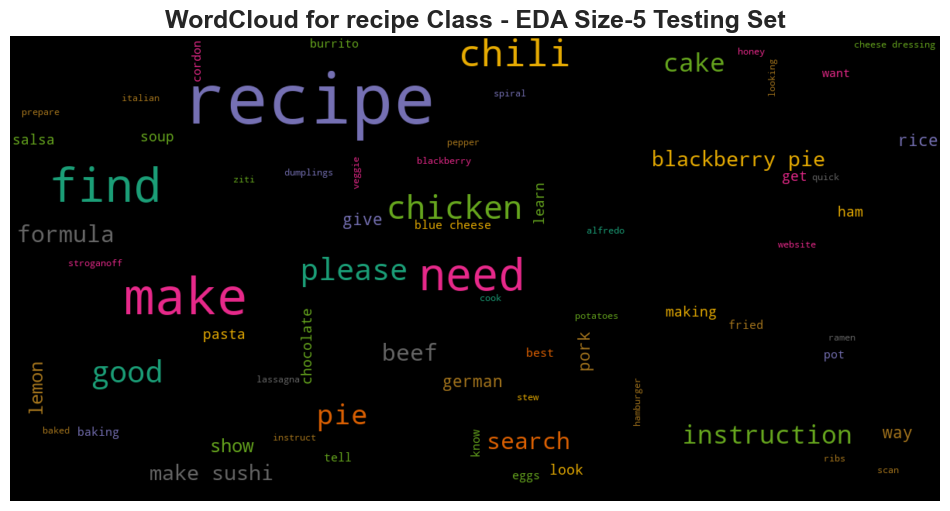 WordCloud for recipe Class - EDA Size-5 Testing Set
burrito
cordon
chili
honey
cheese dressing
cake
looking
want
recipe
spiral
italian
prepare
salsa
soup
pepper
rice
blackberry
blackberry pie
veggie
dumplings
ziti
get
quick
find
chicken
learn
give
blue cheese
ham
formula
alfredo
website
stroganoff
please
need
make
cook
making
potatoes
fried
pasta
chocolate
pork
ramen
beef
best
pot
good
lemon
lassagna
german
hamburger
stew
pie
baked
baking
instruct
show
know
search
instruction
way
tell
ribs
make sushi
eggs
look
scan